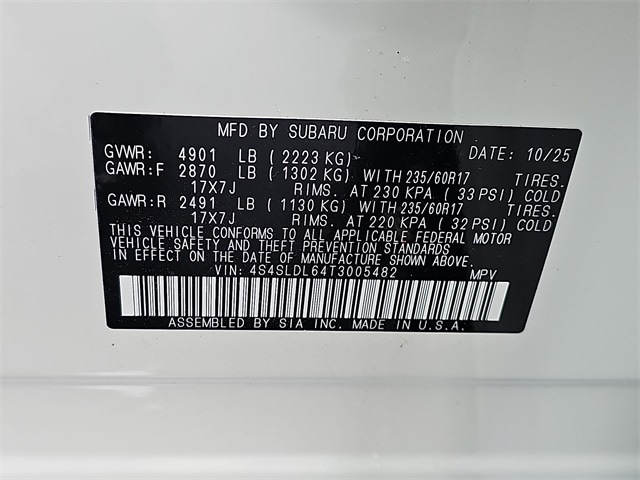 MFD BY SUBARU CORPORATION
GVWR: 4901 LB (2223 KG) DATE: 10/25
GAWR:F 2870 LB (1302 KG) WITH 235/60R17 TIRES.
17X7J RIMS. AT 230 KPA (33 PSI) COLD
GAWR:R 2491 LB (1130 KG) WITH 235/60R17 TIRES.
17X7J RIMS. AT 220 KPA (32 PSI) COLD
THIS VEHICLE CONFORMS TO ALL APPLICABLE FEDERAL MOTOR
VEHICLE SAFETY AND THEFT PREVENTION STANDARDS
IN EFFECT ON THE DATE OF MANUFACTURE SHOWN ABOVE.
VIN: 4S4SLDL64T3005482 MPV
ASSEMBLED BY SIA INC. MADE IN U.S.A.